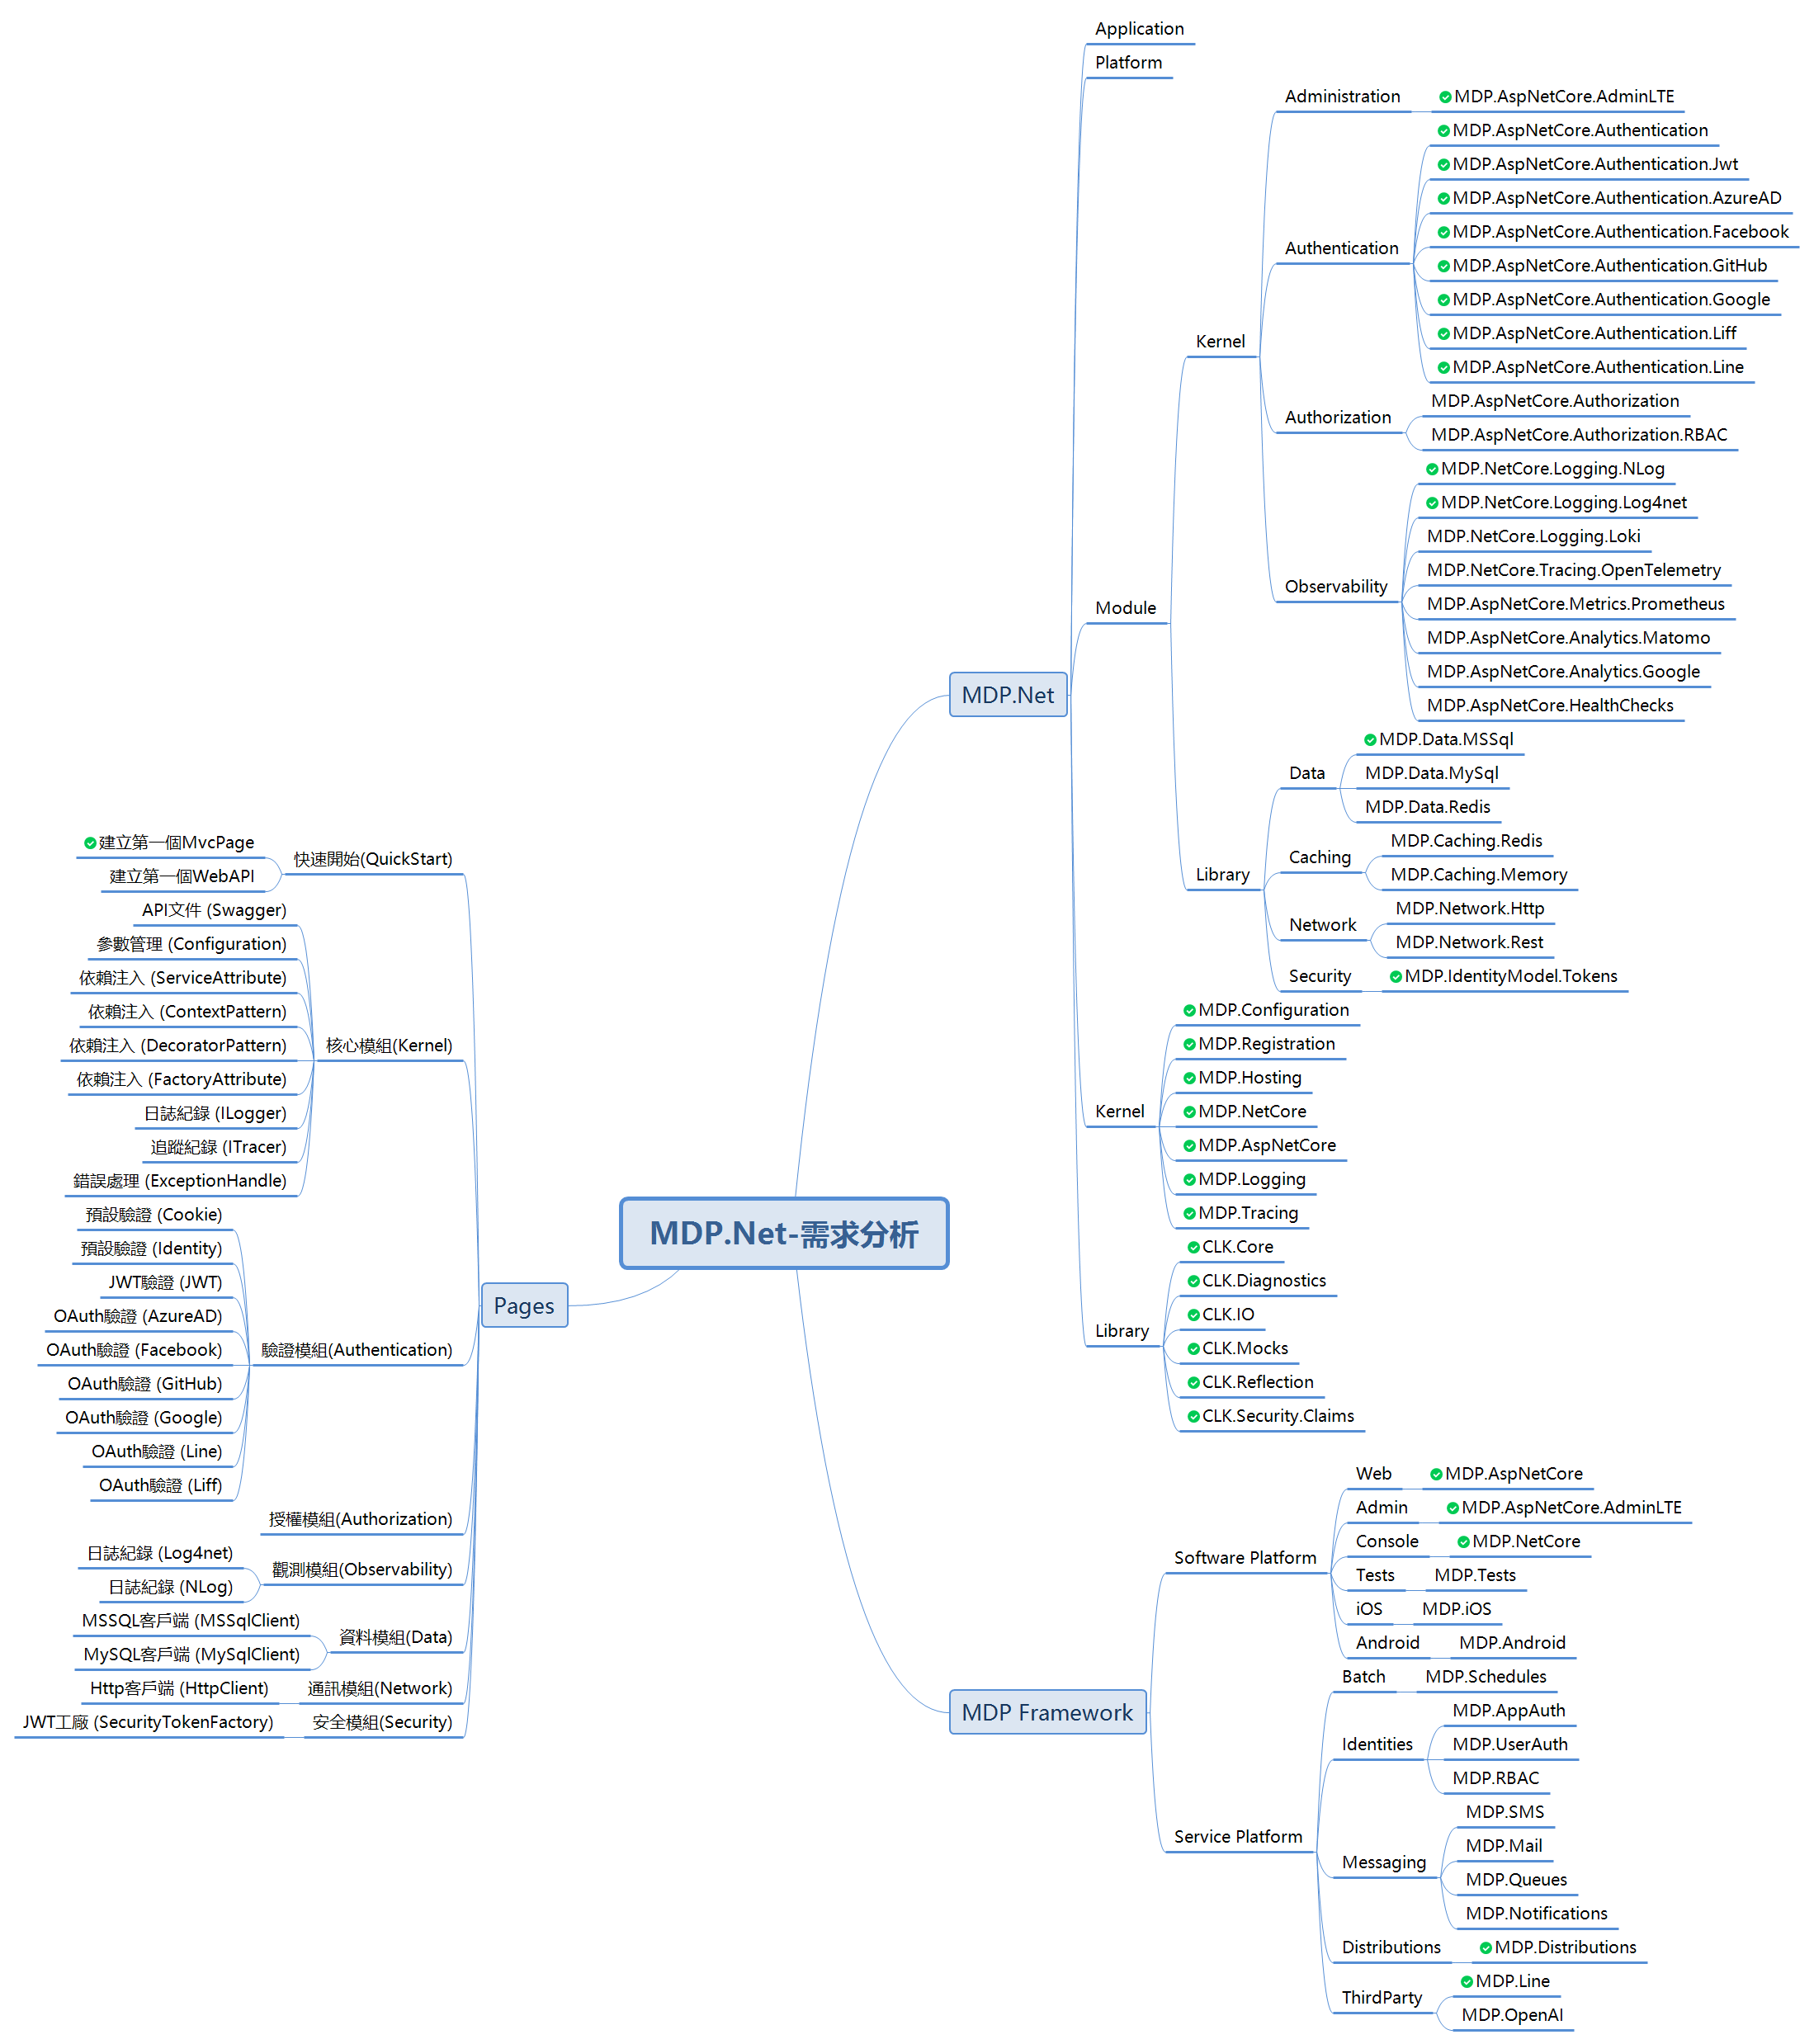 MDP.Net-需求分析
MDP.Net
Application
Platform
Module
Kernel
Administration
MDP.AspNetCore.AdminLTE
Authentication
MDP.AspNetCore.Authentication
MDP.AspNetCore.Authentication.Jwt
MDP.AspNetCore.Authentication.AzureAD
MDP.AspNetCore.Authentication.Facebook
MDP.AspNetCore.Authentication.GitHub
MDP.AspNetCore.Authentication.Google
MDP.AspNetCore.Authentication.Liff
MDP.AspNetCore.Authentication.Line
Authorization
MDP.AspNetCore.Authorization
MDP.AspNetCore.Authorization.RBAC
Observability
MDP.NetCore.Logging.NLog
MDP.NetCore.Logging.Log4net
MDP.NetCore.Logging.Loki
MDP.NetCore.Tracing.OpenTelemetry
MDP.AspNetCore.Metrics.Prometheus
MDP.AspNetCore.Analytics.Matomo
MDP.AspNetCore.Analytics.Google
MDP.AspNetCore.HealthChecks
Library
Data
MDP.Data.MSSql
MDP.Data.MySql
MDP.Data.Redis
Caching
MDP.Caching.Redis
MDP.Caching.Memory
Network
MDP.Network.Http
MDP.Network.Rest
Security
MDP.IdentityModel.Tokens
Kernel
MDP.Configuration
MDP.Registration
MDP.Hosting
MDP.NetCore
MDP.AspNetCore
MDP.Logging
MDP.Tracing
Library
CLK.Core
CLK.Diagnostics
CLK.IO
CLK.Mocks
CLK.Reflection
CLK.Security.Claims
MDP Framework
Software Platform
Web
MDP.AspNetCore
Admin
MDP.AspNetCore.AdminLTE
Console
MDP.NetCore
Tests
MDP.Tests
iOS
MDP.iOS
Android
MDP.Android
Service Platform
Batch
MDP.Schedules
Identities
MDP.AppAuth
MDP.UserAuth
MDP.RBAC
Messaging
MDP.SMS
MDP.Mail
MDP.Queues
MDP.Notifications
Distributions
MDP.Distributions
ThirdParty
MDP.Line
MDP.OpenAI
Pages
快速開始(QuickStart)
建立第一個MvcPage
建立第一個WebAPI
核心模組(Kernel)
API文件 (Swagger)
參數管理 (Configuration)
依賴注入 (ServiceAttribute)
依賴注入 (ContextPattern)
依賴注入 (DecoratorPattern)
依賴注入 (FactoryAttribute)
日誌紀錄 (ILogger)
追蹤紀錄 (ITracer)
錯誤處理 (ExceptionHandle)
驗證模組(Authentication)
預設驗證 (Cookie)
預設驗證 (Identity)
JWT驗證 (JWT)
OAuth驗證 (AzureAD)
OAuth驗證 (Facebook)
OAuth驗證 (GitHub)
OAuth驗證 (Google)
OAuth驗證 (Line)
OAuth驗證 (Liff)
授權模組(Authorization)
觀測模組(Observability)
日誌紀錄 (Log4net)
日誌紀錄 (NLog)
資料模組(Data)
MSSQL客戶端 (MSSqlClient)
MySQL客戶端 (MySqlClient)
通訊模組(Network)
Http客戶端 (HttpClient)
安全模組(Security)
JWT工廠 (SecurityTokenFactory)